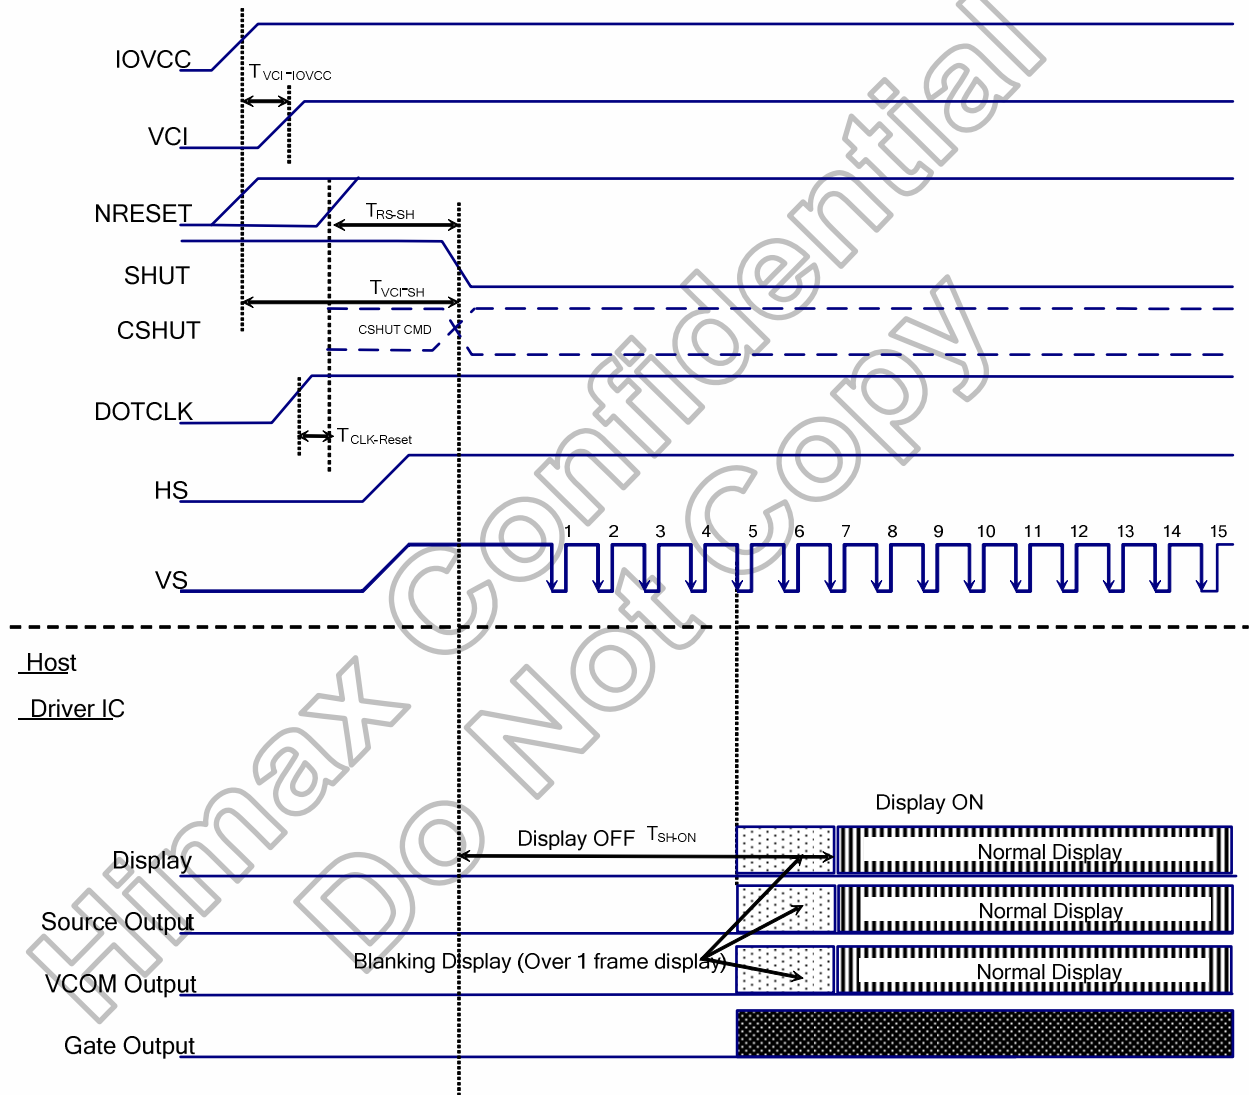 IOVCC
T VCI-IOVCC
VCI
NRESET
TRS-SH
SHUT
TVCI-SH
CSHUT
CSHUT CMD
DOTCLK
T CLK-Reset
HS
1 2 3 4 5 6 7 8 9 10 11 12 13 14 15
VS
Host
Driver IC
Display ON
Display OFF TSH-ON
Display
Normal Display
Source Output
Normal Display
Blanking Display (Over 1 frame display)
VCOM Output
Normal Display
Gate Output
Himax Confidential
Do Not Copy